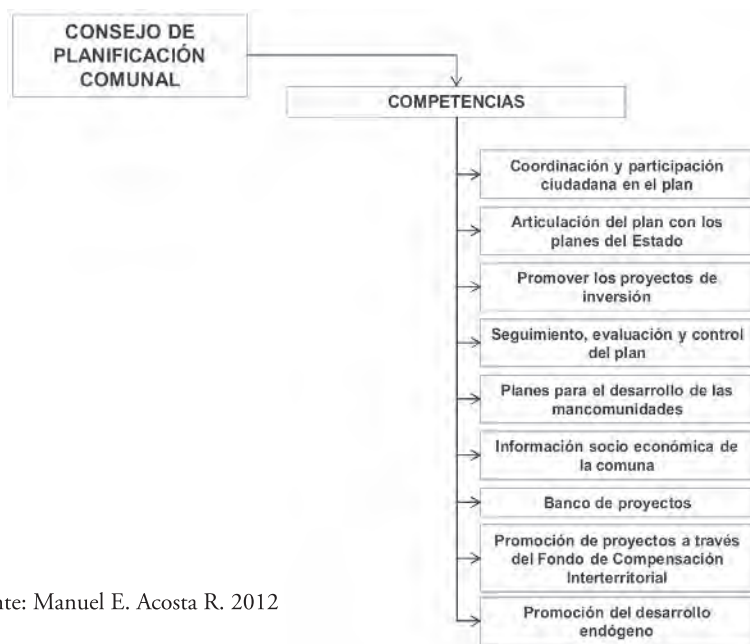 CONSEJO DE
PLANIFICACIÓN
COMUNAL
COMPETENCIAS
Coordinación y participación
ciudadana en el plan
Articulación del plan con los
planes del Estado
Promover los proyectos de
inversión
Seguimiento, evaluación y control
del plan
Planes para el desarrollo de las
mancomunidades
Información socio económica de
la comuna
Banco de proyectos
Promoción de proyectos a través
del Fondo de Compensación
Interterritorial
Promoción del desarrollo
endógeno
nte: Manuel E. Acosta R. 2012